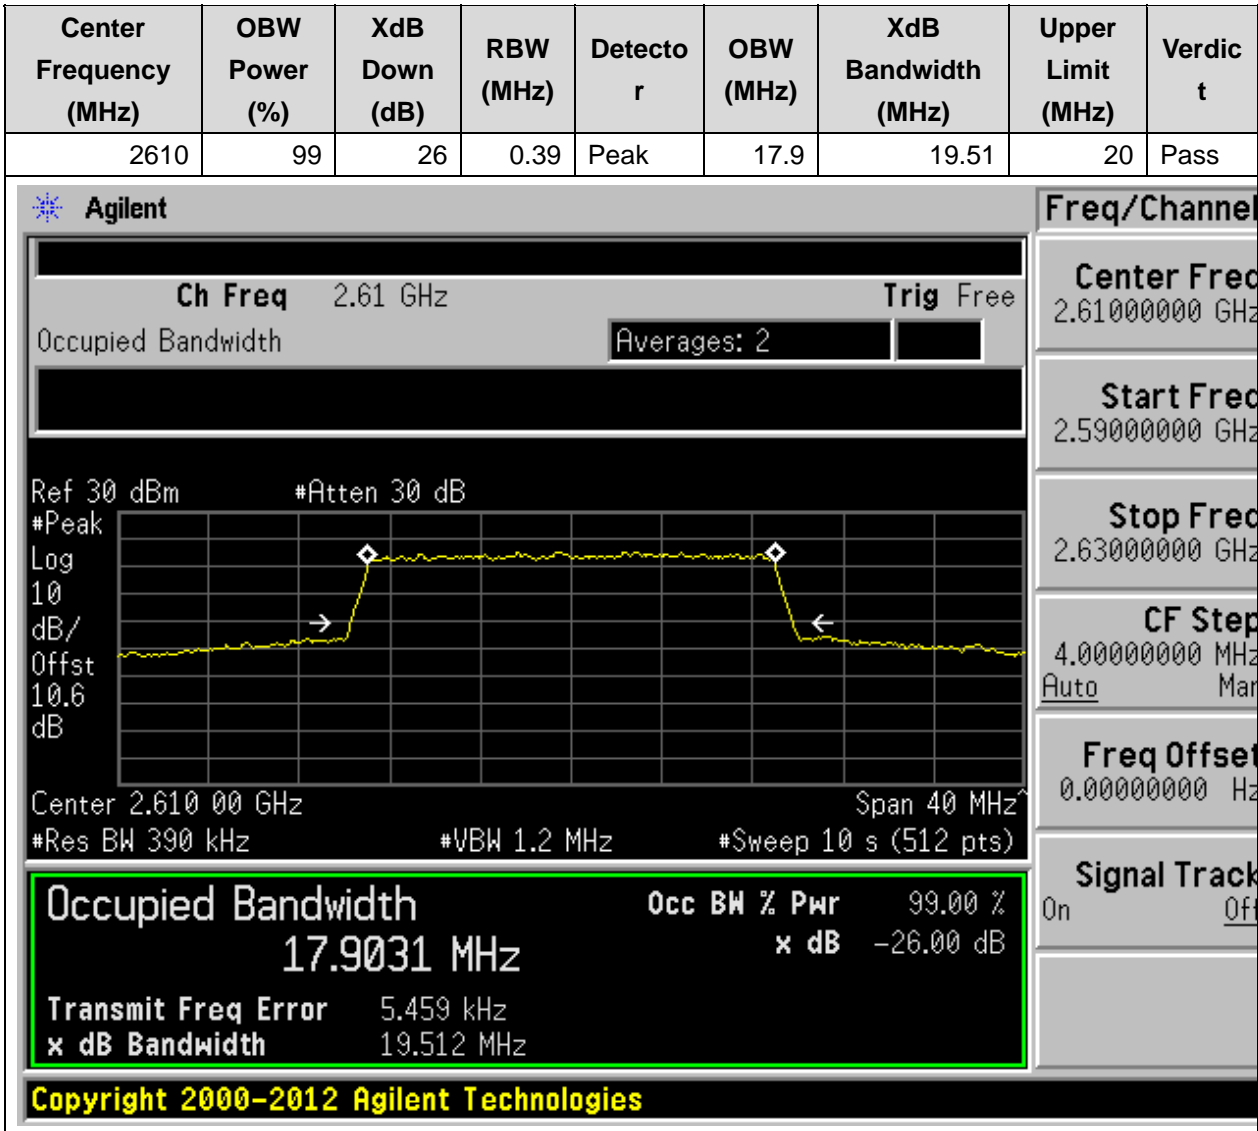 Center Frequency (MHz) OBW Power (%) XdB Down (dB) RBW (MHz) Detecto r OBW (MHz) XdB Bandwidth (MHz) Upper Limit (MHz) Verdic t
2610 99 26 0.39 Peak 17.9 19.51 20 Pass
Agilent
Freq/Channel
Ch Freq 2.61 GHz Trig Free
Occupied Bandwidth Averages: 2
Center Freq
2.61000000 GHz
Start Freq
2.59000000 GHz
Stop Freq
2.63000000 GHz
CF Step
4.00000000 MHz
Auto Man
Freq Offset
0.00000000 Hz
Signal Track
On Off
Ref 30 dBm #Atten 30 dB
#Peak
Log
10
dB/
Offst
10.6
dB
Center 2.610 00 GHz Span 40 MHz^
#Res BW 390 kHz #VBW 1.2 MHz #Sweep 10 s (512 pts)
Occupied Bandwidth Occ BW % Pwr 99.00 %
17.9031 MHz x dB -26.00 dB
Transmit Freq Error 5.459 kHz
x dB Bandwidth 19.512 MHz
Copyright 2000-2012 Agilent Technologies